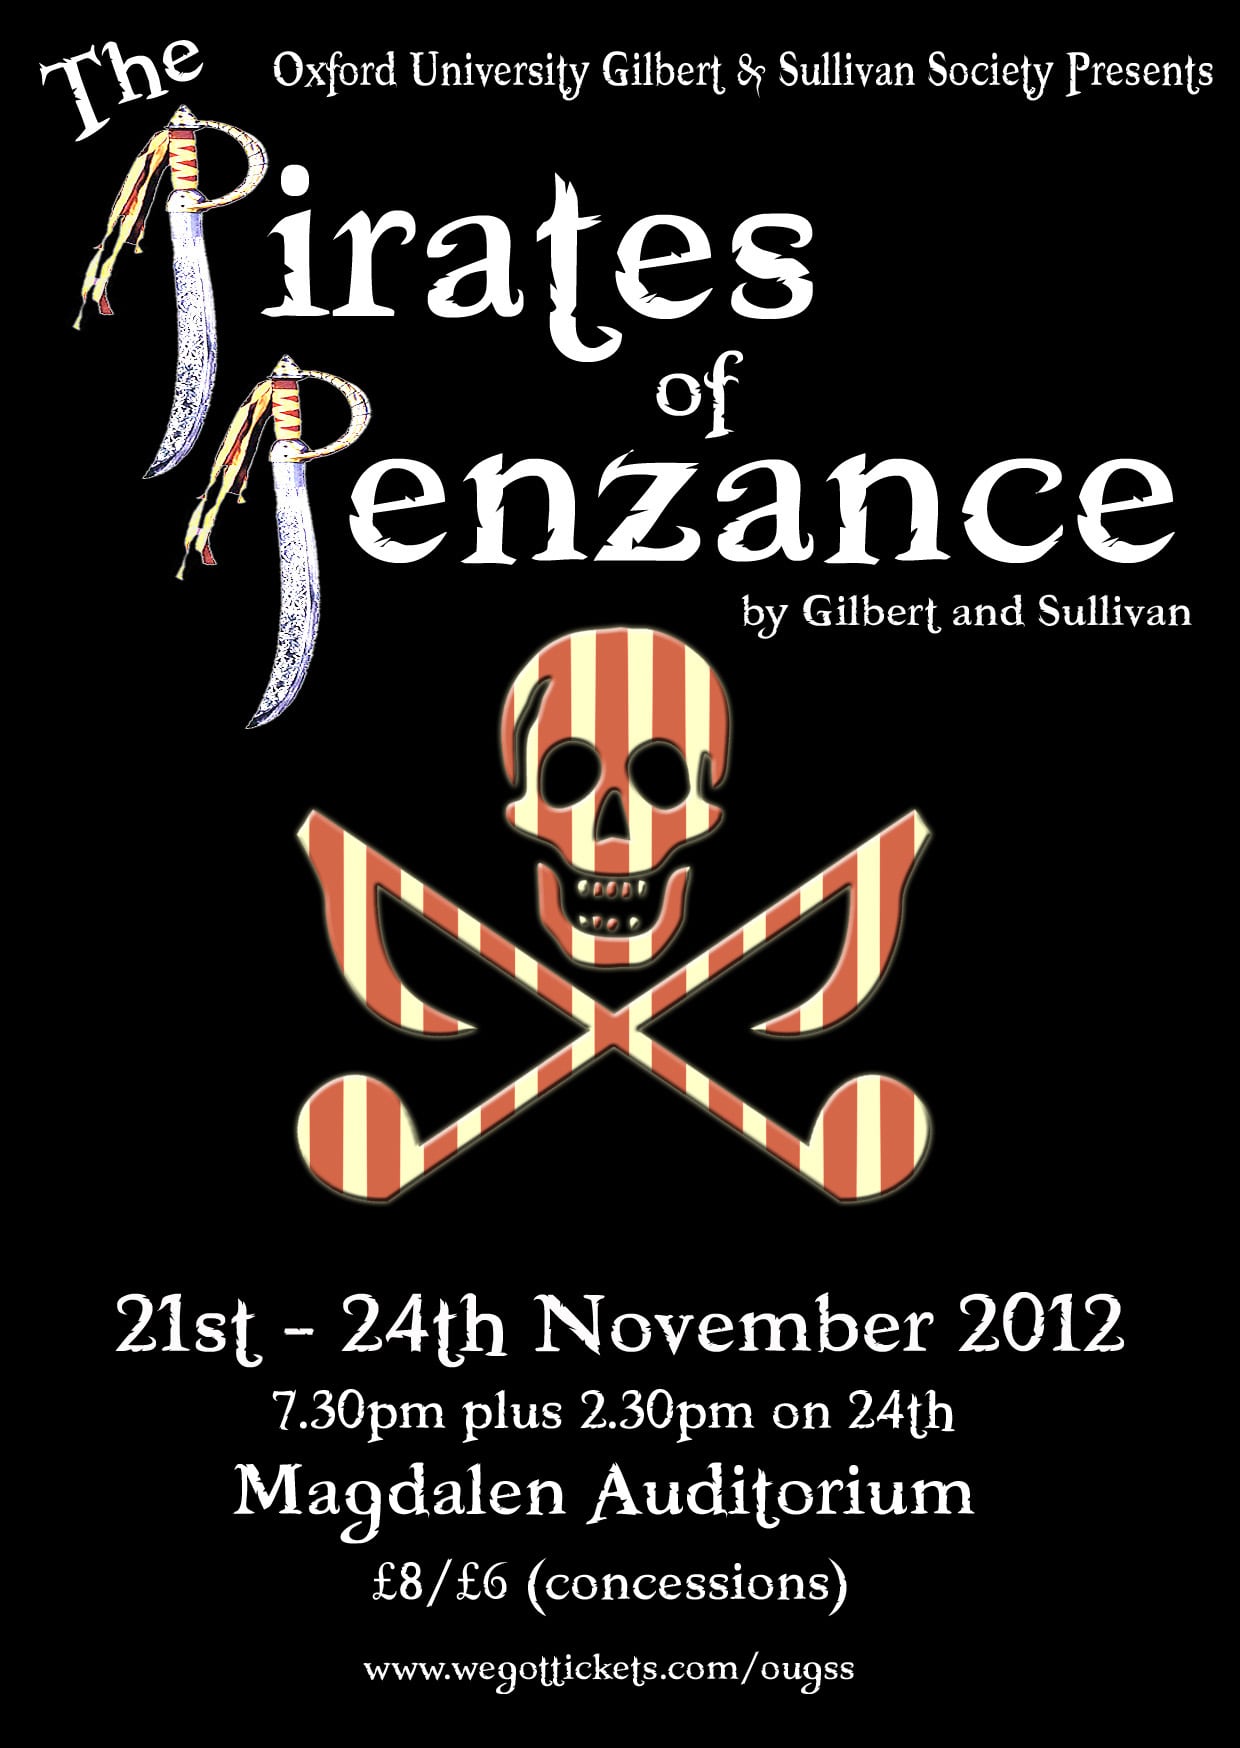 The
Oxford University Gilbert & Sullivan Society Presents
Pirates
of
Penzance
by Gilbert and Sullivan
21st - 24th November 2012
7.30pm plus 2.30pm on 24th
Magdalen Auditorium
£8/£6 (concessions)
www.wegottickets.com/ougss